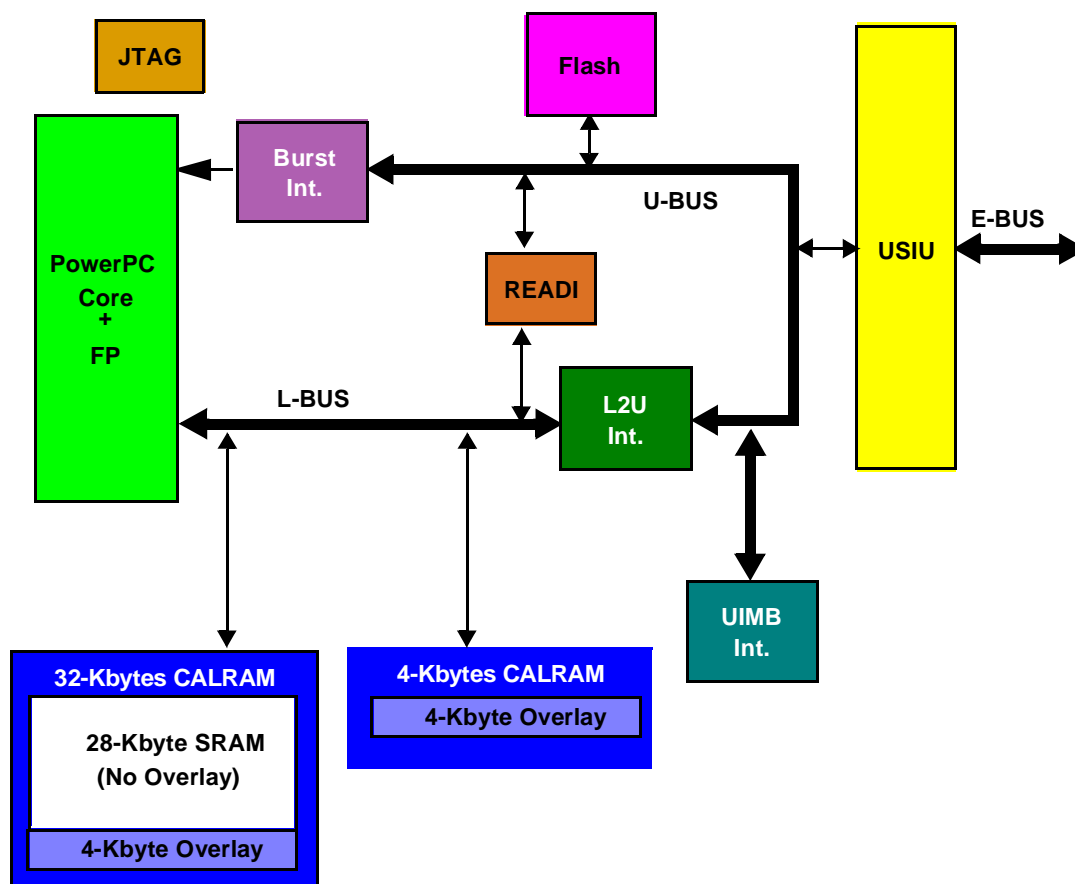 JTAG
Flash
Burst
Int.
U-BUS
E-BUS
USIU
PowerPC
Core
+
FP
READI
L-BUS
L2U
Int.
UIMB
Int.
32-Kbytes CALRAM
28-Kbyte SRAM
(No Overlay)
4-Kbyte Overlay
4-Kbytes CALRAM
4-Kbyte Overlay